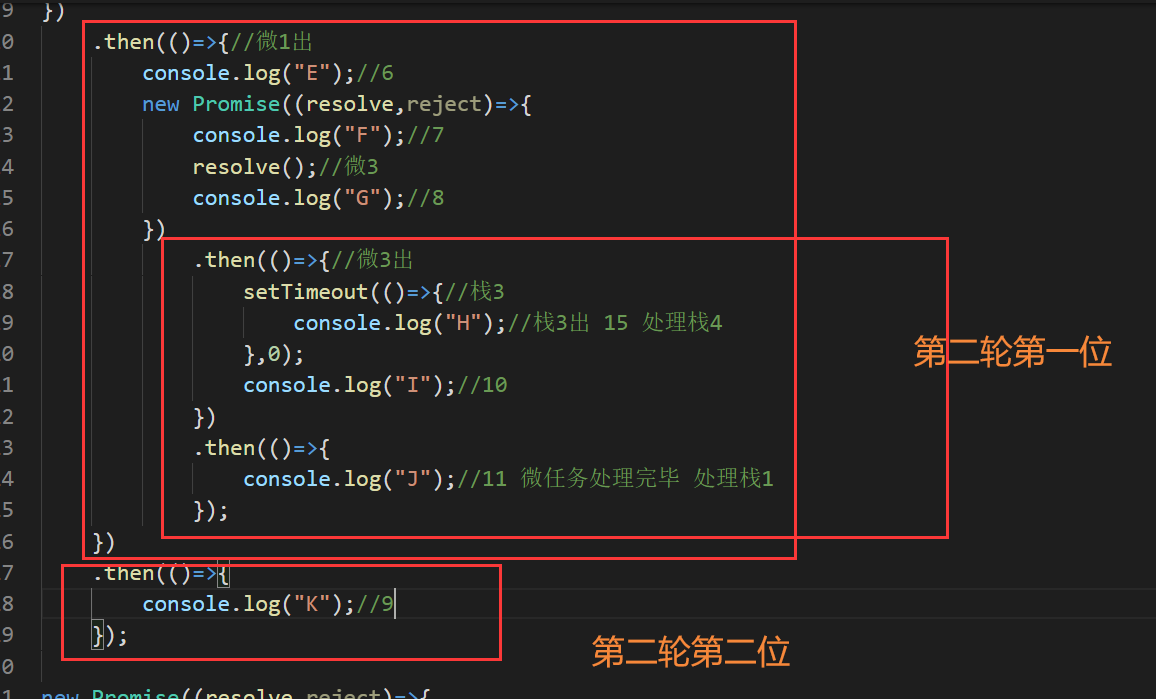 9 })
0 .then(()=>{//微1出
1 console.log("E");//6
2 new Promise((resolve,reject)=>{
3 console.log("F");//7
4 resolve();//微3
5 console.log("G");//8
6 })
7 .then(()=>{//微3出
8 setTimeout(()=>{//栈3
9 console.log("H");//栈3出 15 处理栈4
0 },0);
第二轮第一位
1 console.log("I");//10
2 })
3 .then(()=>{
4 console.log("J");//11 微任务处理完毕 处理栈1
5 });
6 })
7 .then(()=>{
8 console.log("K");//9
9 });
第二轮第二位
0
1 new Promise((resolve,reject)=>{